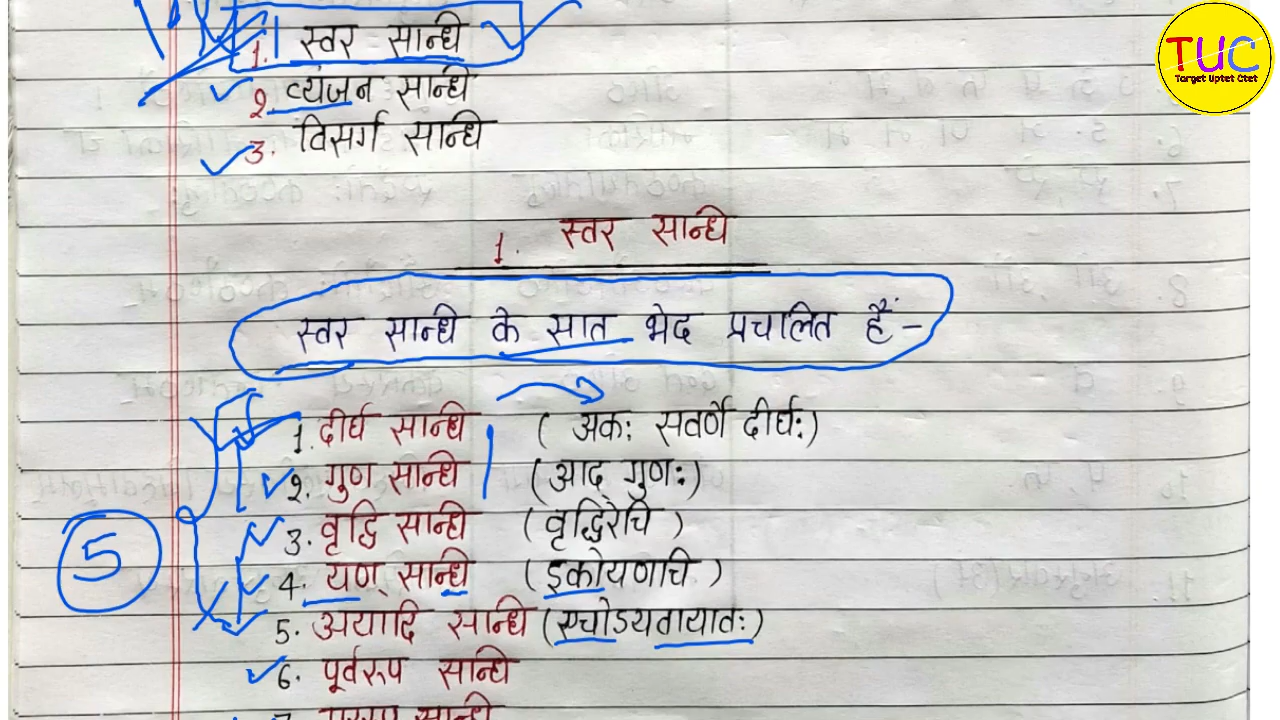 TUC
Target Uptet Ctet
1. स्वर सान्धि
2. व्यंजन सान्धि
3. विसर्ग सान्धि
1. स्वर सान्धि
स्वर सान्धि के सात भेद प्रचालित हैं -
1. दीर्घ सान्धि ( अकः सवर्णे दीर्घः)
2. गुण सान्धि (आद् गुणः)
3. वृद्धि सान्धि (वृद्धिरेचि )
5
4. यण् सान्धि (इकोयणचि )
5. अयादि सान्धि (एचोऽयवायावः)
6. पूर्वरुप सान्धि